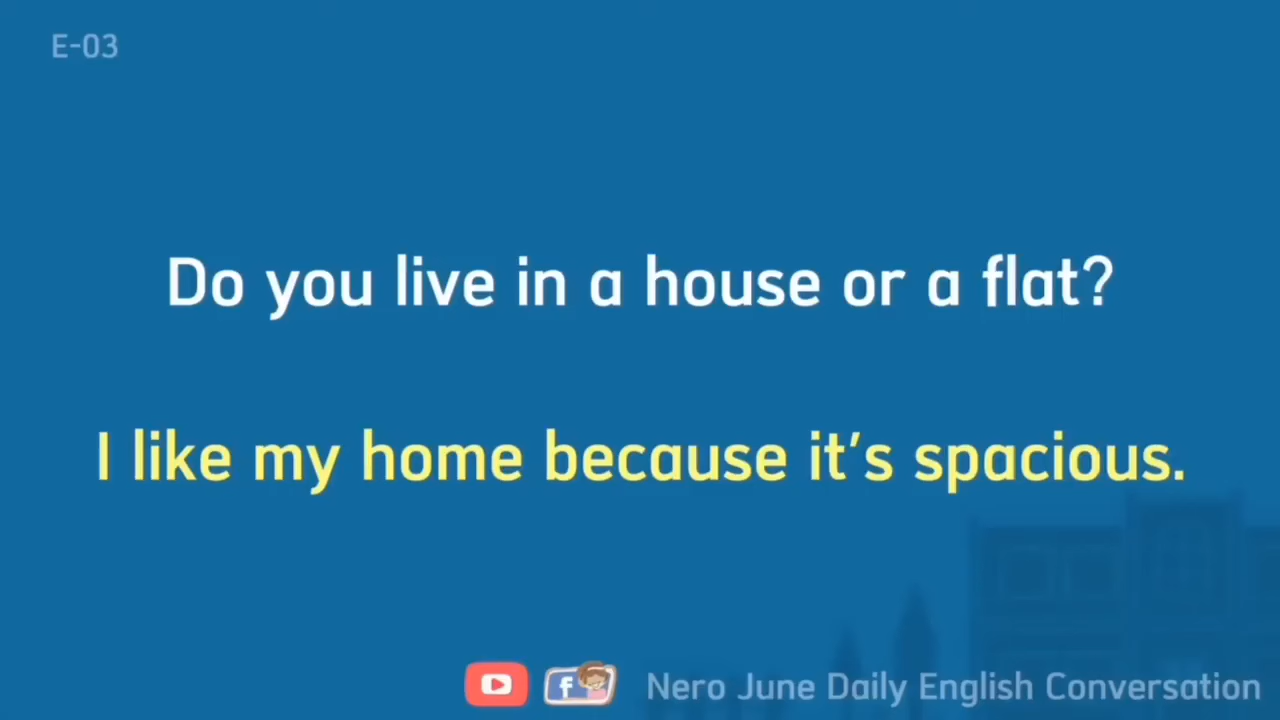 E-03
Do you live in a house or a flat?
I like my home because it's spacious.
f Nero June Daily English Conversation